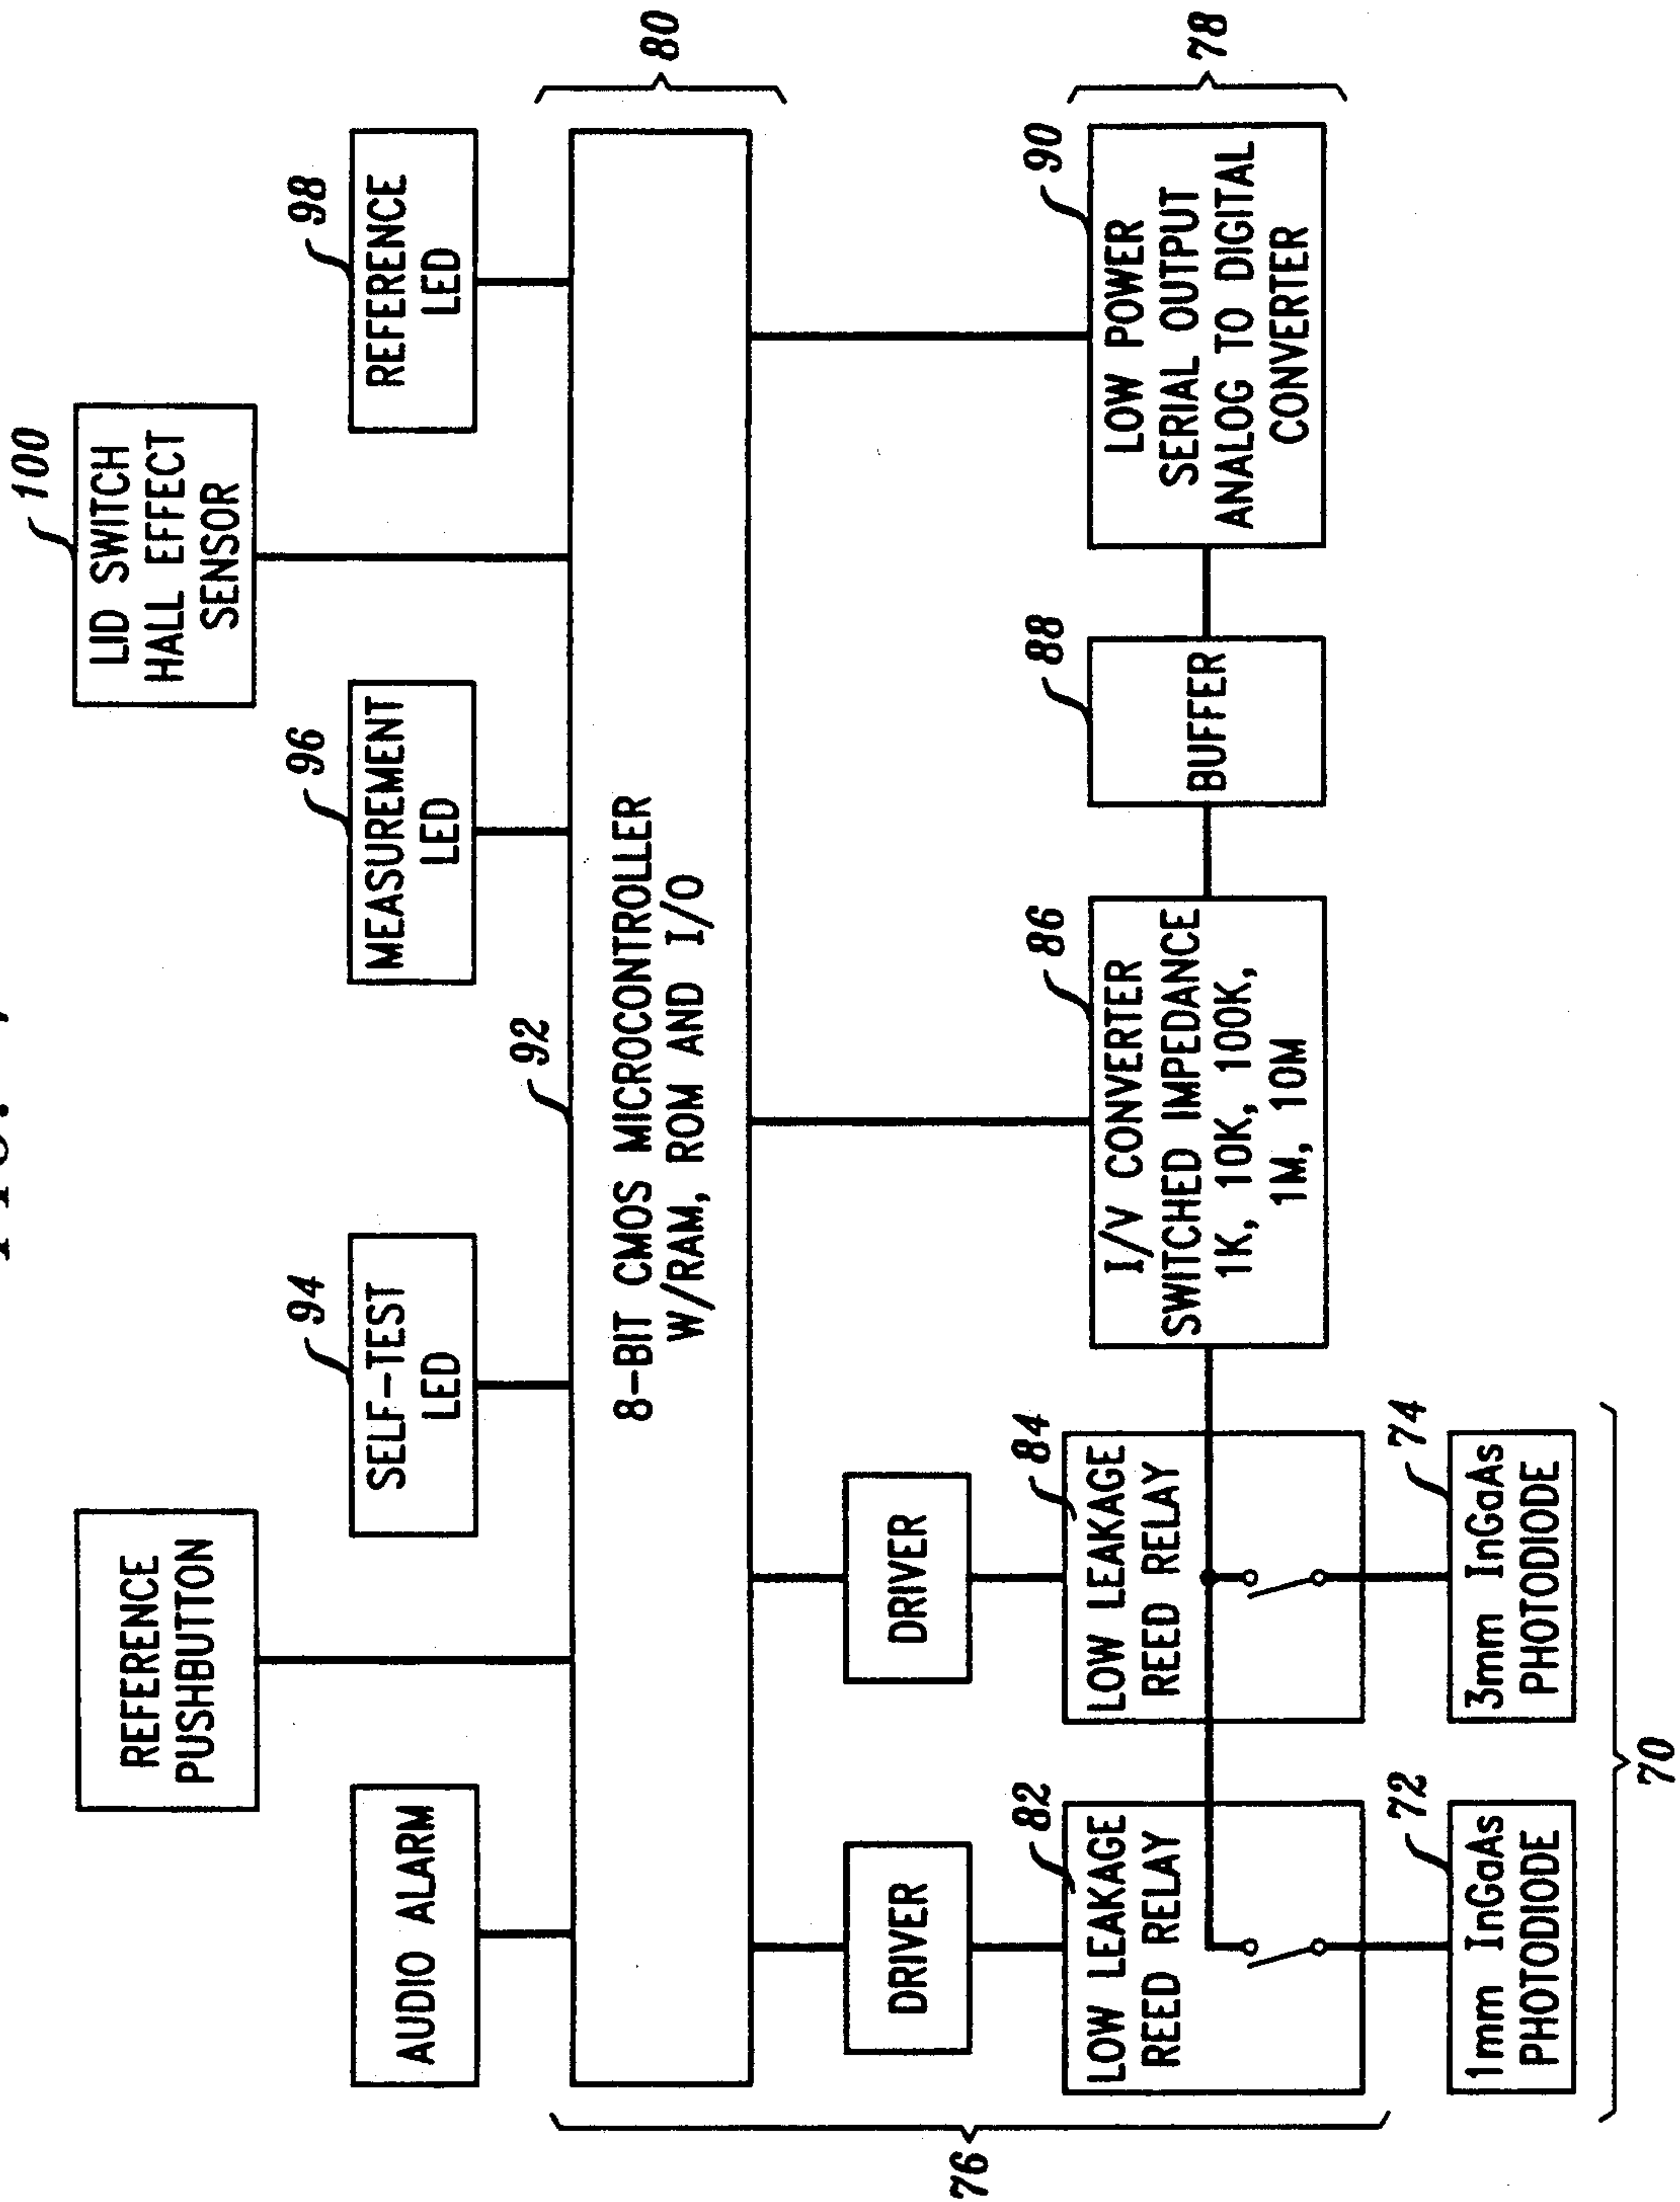 100
LID SWITCH
HALL EFFECT
SENSOR
REFERENCE
PUSHBUTTON
AUDIO ALARM
94
SELF-TEST
LED
96
MEASUREMENT
LED
98
REFERENCE
LED
92
80
8-BIT CMOS MICROCONTROLLER
W/RAM, ROM AND I/O
76
DRIVER
DRIVER
82
LOW LEAKAGE
REED RELAY
84
LOW LEAKAGE
REED RELAY
86
I/V CONVERTER
SWITCHED IMPEDANCE
1K, 10K, 100K,
1M, 10M
88
BUFFER
90
LOW POWER
SERIAL OUTPUT
ANALOG TO DIGITAL
CONVERTER
78
72
1mm InGaAs
PHOTODIODE
74
3mm InGaAs
PHOTODIODE
70